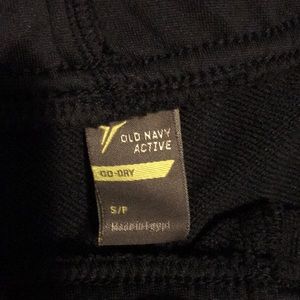 OLD NAVY
ACTIVE
GO-DRY
S/P
Made in Egypt